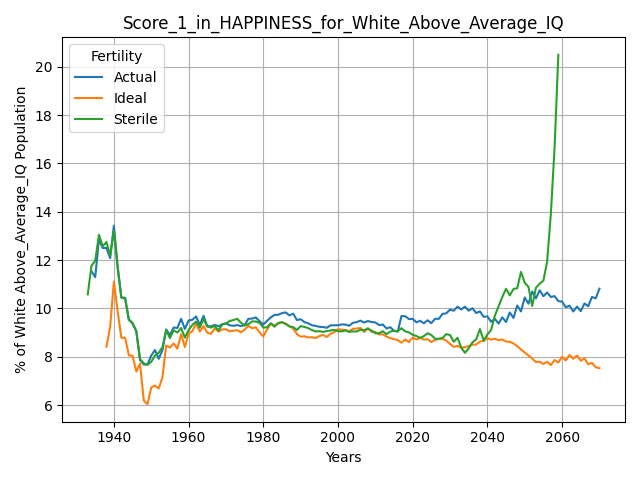 Score_1_in_HAPPINESS_for_White_Above_Average_IQ
Fertility
Actual
Ideal
Sterile
% of White Above_Average_IQ Population
20
18
16
14
12
10
8
6
1940
1960
1980
2000
2020
2040
2060
Years